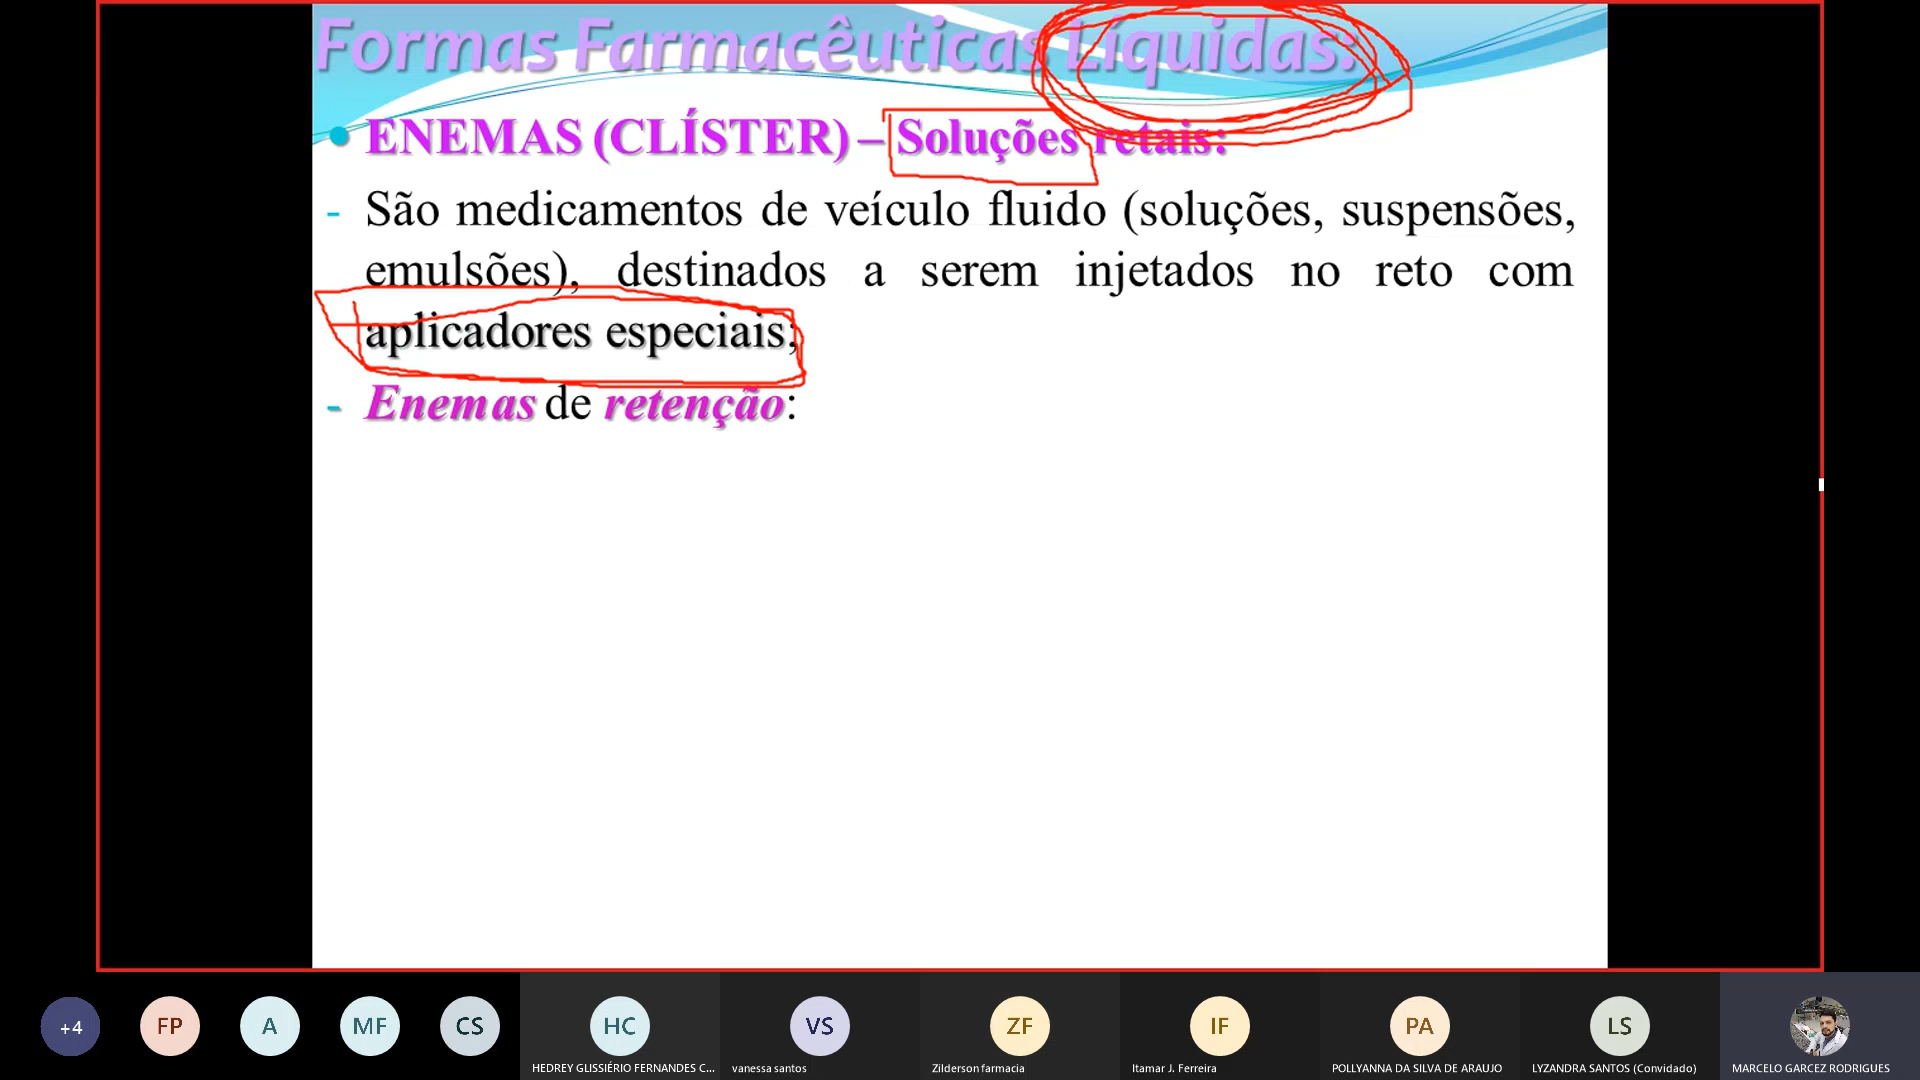 Formas Farmacêuticas Líquidas:
• ENEMAS (CLÍSTER) – Soluções retais:
- São medicamentos de veículo fluido (soluções, suspensões,
emulsões), destinados a serem injetados no reto com
aplicadores especiais;
- Enemas de retenção:
+4 FP A MF CS HC VS ZF IF PA LS
HEDREY GLISSIÉRIO FERNANDES C... vanessa santos Zilderson farmacia Itamar J. Ferreira POLLYANNA DA SILVA DE ARAUJO LYZANDRA SANTOS (Convidado) MARCELO GARCEZ RODRIGUES